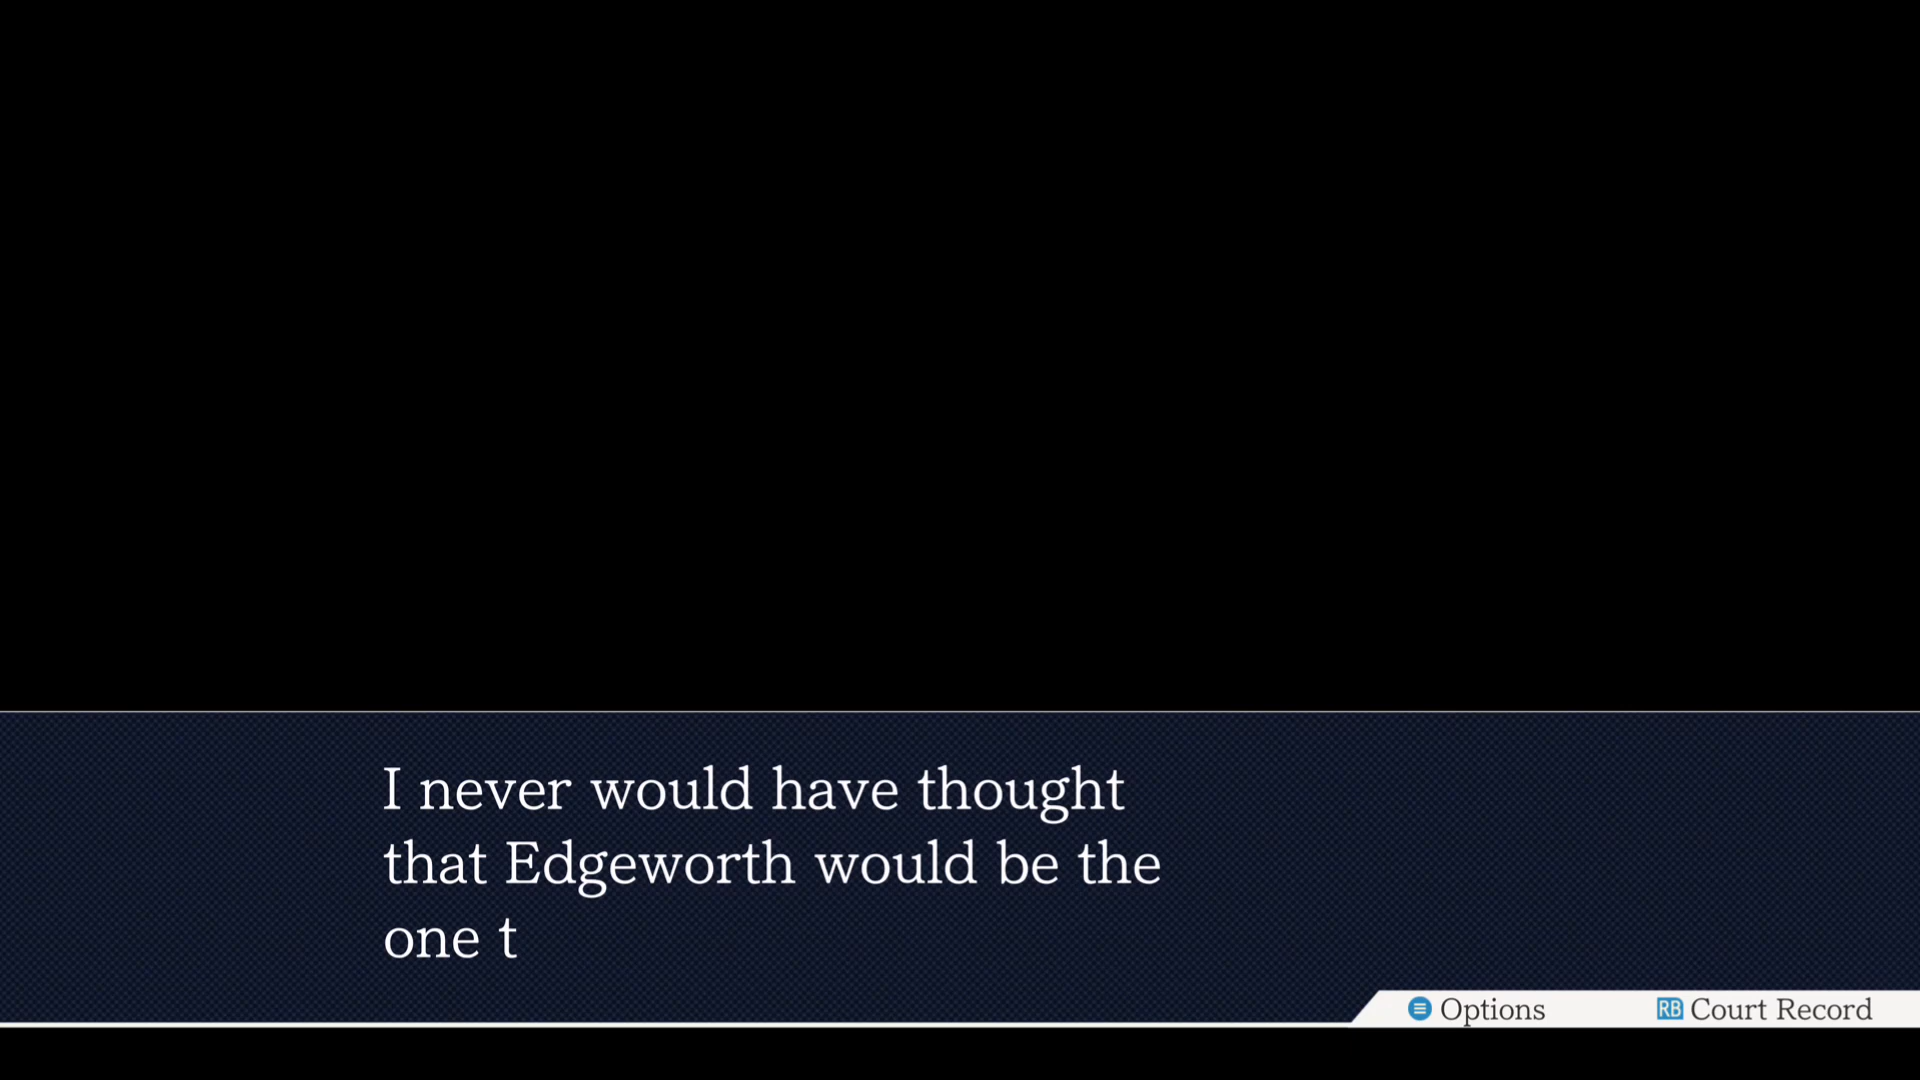 I never would have thought
that Edgeworth would be the
one t
Options
RB Court Record